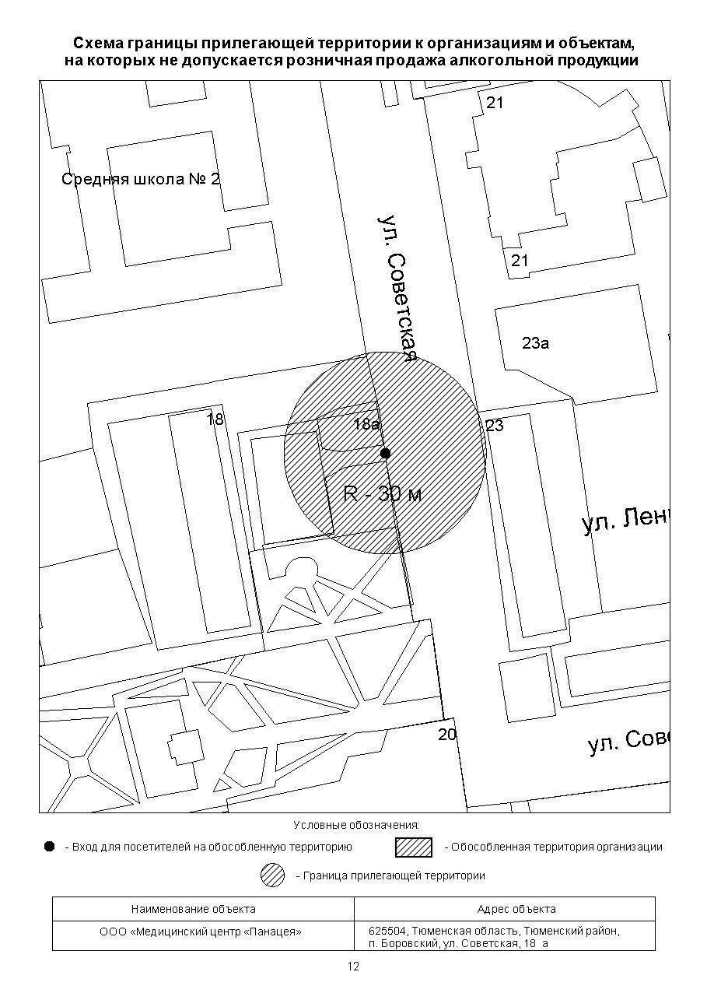 Схема границы прилегающей территории к организациям и объектам,
на которых не допускается розничная продажа алкогольной продукции
21
Средняя школа № 2
ул. Советская
21
23а
18
18а
23
R - 30 м
ул. Лени
20
ул. Сове
Условные обозначения:
- Вход для посетителей на обособленную территорию
- Обособленная территория организации
- Граница прилегающей территории
Наименование объекта
Адрес объекта
ООО «Медицинский центр «Панацея»
625504, Тюменская область, Тюменский район,
п. Боровский, ул. Советская, 18 а
12